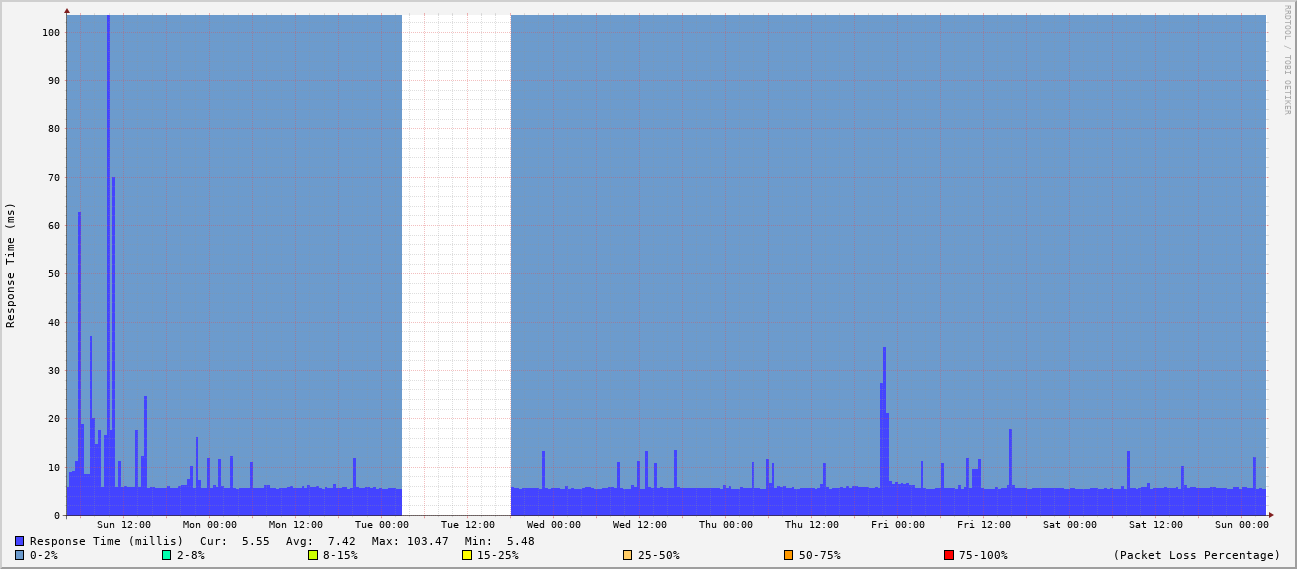 RRDTOOL / TOBI OETIKER
Response Time (ms)
100
90
80
70
60
50
40
30
20
10
0
Sun 12:00 Mon 00:00 Mon 12:00 Tue 00:00 Tue 12:00 Wed 00:00 Wed 12:00 Thu 00:00 Thu 12:00 Fri 00:00 Fri 12:00 Sat 00:00 Sat 12:00 Sun 00:00
Response Time (millis) Cur: 5.55 Avg: 7.42 Max: 103.47 Min: 5.48
0-2% 2-8% 8-15% 15-25% 25-50% 50-75% 75-100% (Packet Loss Percentage)